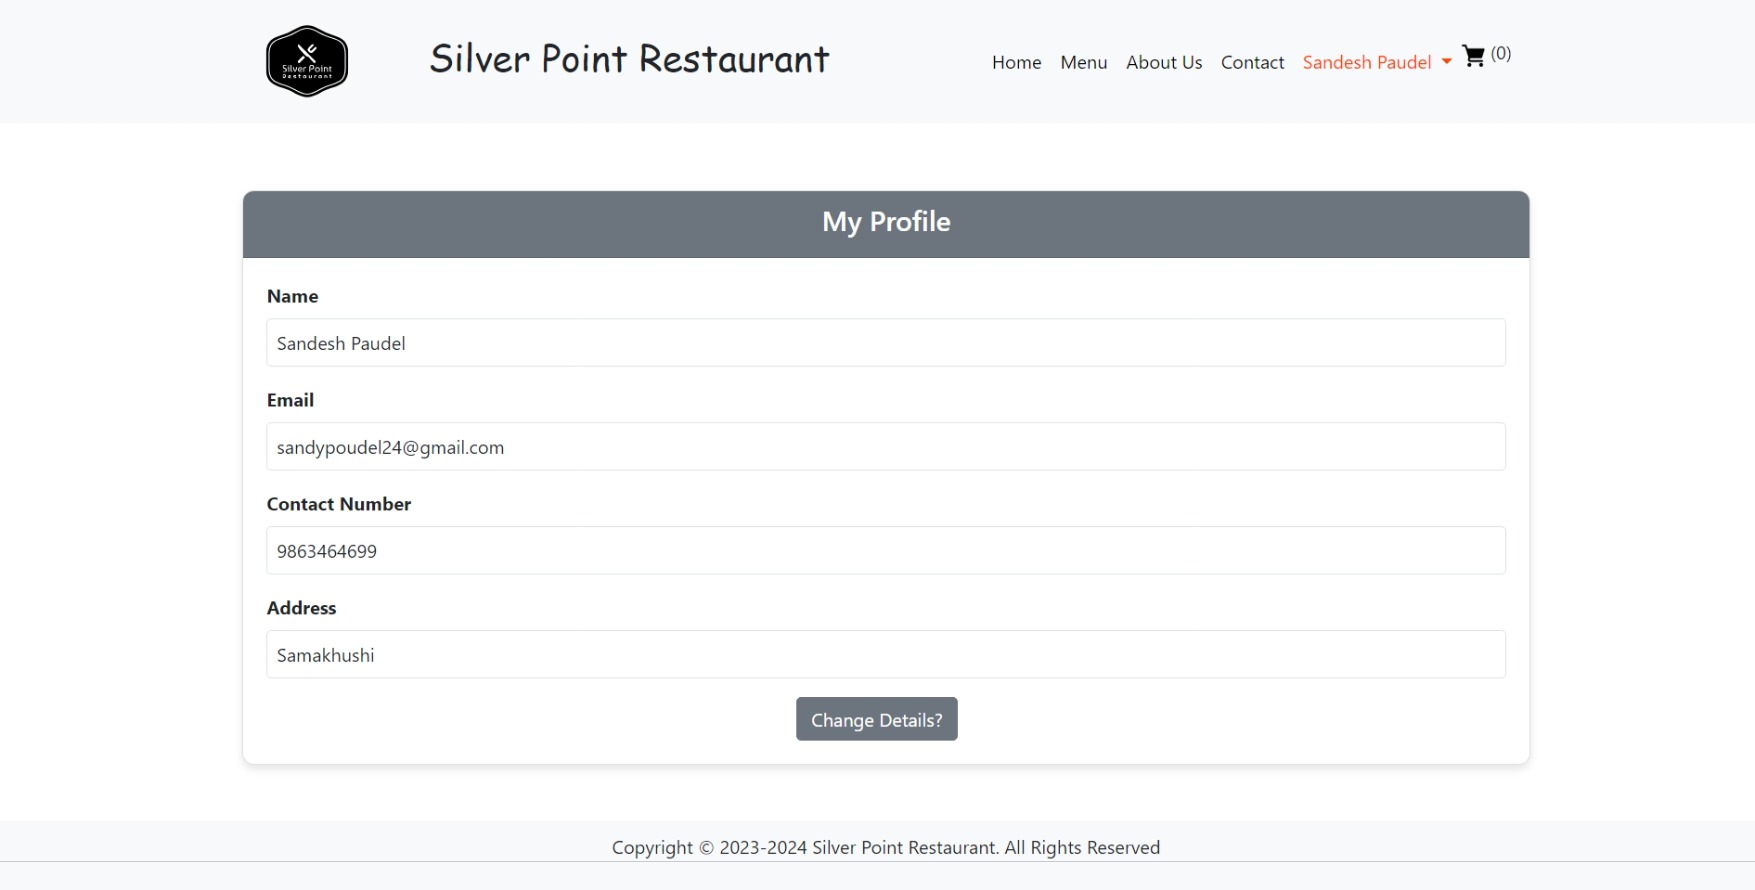 Silver Point
Restaurant
Silver Point Restaurant
Home Menu About Us Contact Sandesh Paudel (0)
My Profile
Name
Sandesh Paudel
Email
sandypoudel24@gmail.com
Contact Number
9863464699
Address
Samakhushi
Change Details?
Copyright © 2023-2024 Silver Point Restaurant. All Rights Reserved